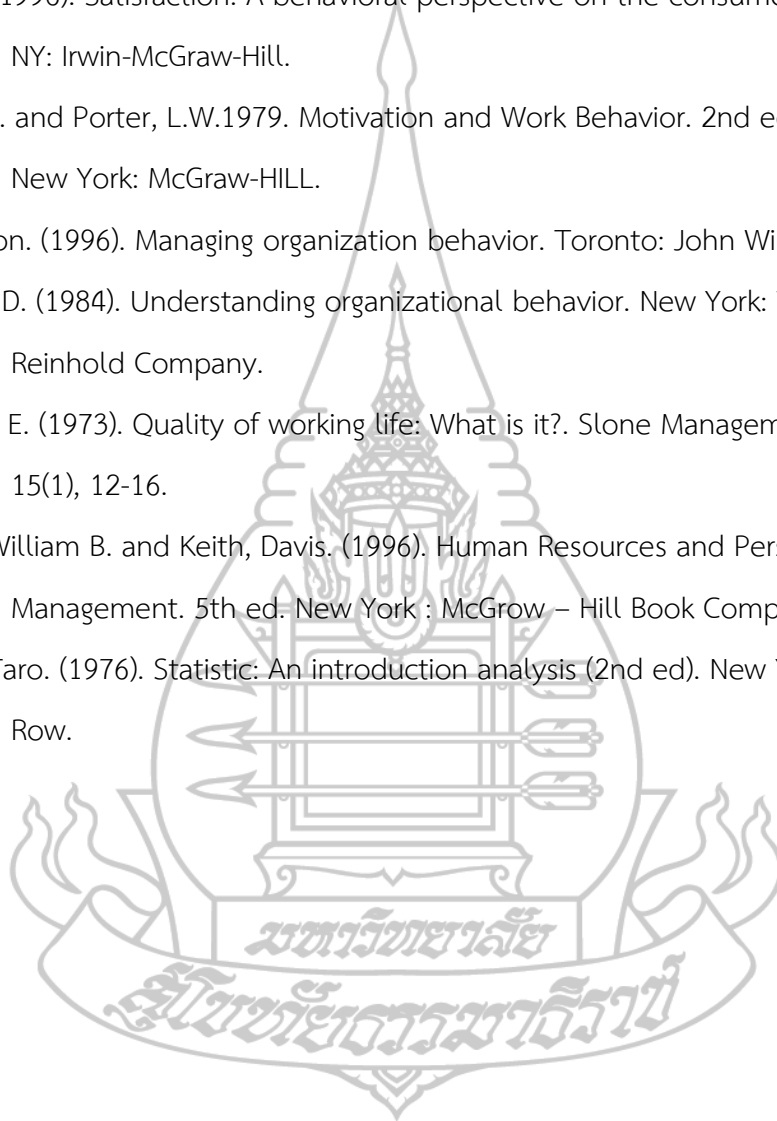 1996). Satisfaction: A behavioral perspective on the consume
NY: Irwin-McGraw-Hill.
. and Porter, L.W.1979. Motivation and Work Behavior. 2nd e
New York: McGraw-HILL.
on. (1996). Managing organization behavior. Toronto: John Wi
D. (1984). Understanding organizational behavior. New York:
Reinhold Company.
E. (1973). Quality of working life: What is it?. Slone Managem
15(1), 12-16.
William B. and Keith, Davis. (1996). Human Resources and Pers
Management. 5th ed. New York : McGrow – Hill Book Comp
Taro. (1976). Statistic: An introduction analysis (2nd ed). New Y
Row.
มหาวิทยาลัย
สุโขทัยธรรมาธิราช